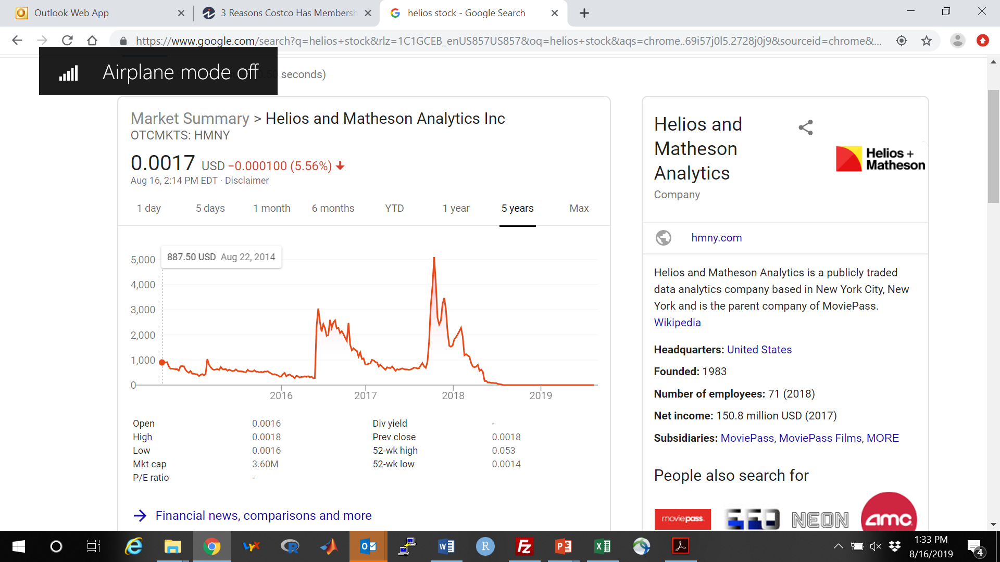 Outlook Web App
3 Reasons Costco Has Membersh
helios stock - Google Search
https://www.google.com/search?q=helios+stock&rlz=1C1GCEB_enUS857US857&oq=helios+stock&aqs=chrome..69i57j0l5.2728j0j9&sourceid=chrome&...
Airplane mode off
seconds)
Market Summary > Helios and Matheson Analytics Inc
OTCMKTS: HMNY
0.0017 USD −0.000100 (5.56%)
Aug 16, 2:14 PM EDT · Disclaimer
1 day 5 days 1 month 6 months YTD 1 year 5 years Max
887.50 USD Aug 22, 2014
5,000
4,000
3,000
2,000
1,000
0
2016 2017 2018 2019
Open 0.0016 Div yield -
High 0.0018 Prev close 0.0018
Low 0.0016 52-wk high 0.053
Mkt cap 3.60M 52-wk low 0.0014
P/E ratio -
Financial news, comparisons and more
Helios and
Matheson
Analytics
Company
Helios +
Matheson
hmny.com
Helios and Matheson Analytics is a publicly traded
data analytics company based in New York City, New
York and is the parent company of MoviePass.
Wikipedia
Headquarters: United States
Founded: 1983
Number of employees: 71 (2018)
Net income: 150.8 million USD (2017)
Subsidiaries: MoviePass, MoviePass Films, MORE
People also search for
moviepass
NEON
amc
1:33 PM
8/16/2019
4